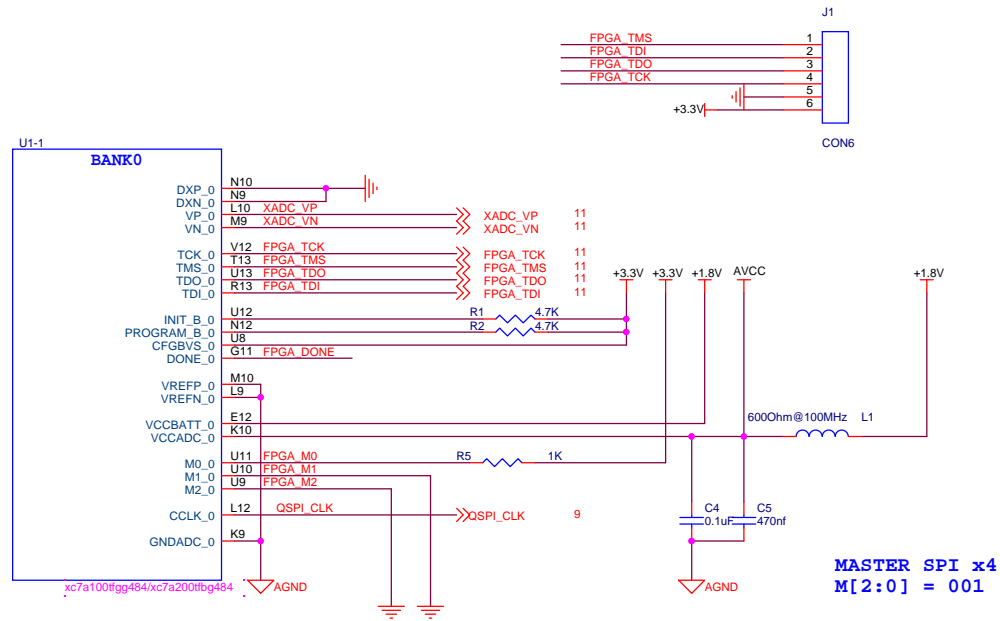 J1
FPGA_TMS 1
FPGA_TDI 2
FPGA_TDO 3
FPGA_TCK 4
5
+3.3V 6
CON6
U1-1
BANK0
DXP_0 N10
DXN_0 N9
VP_0 L10 XADC_VP XADC_VP 11
VN_0 M9 XADC_VN XADC_VN 11
TCK_0 V12 FPGA_TCK FPGA_TCK 11
TMS_0 T13 FPGA_TMS FPGA_TMS 11
TDO_0 U13 FPGA_TDO FPGA_TDO 11
TDI_0 R13 FPGA_TDI FPGA_TDI 11
+3.3V +3.3V +1.8V AVCC +1.8V
INIT_B_0 U12 R1 4.7K
PROGRAM_B_0 N12 R2 4.7K
CFGBVS_0 U8
DONE_0 G11 FPGA_DONE
VREFP_0 M10
VREFN_0 L9
VCCBATT_0 E12 600Ohm@100MHz L1
VCCADC_0 K10
M0_0 U11 FPGA_M0 R5 1K
M1_0 U10 FPGA_M1
M2_0 U9 FPGA_M2
CCLK_0 L12 QSPI_CLK QSPI_CLK 9
C4 C5
0.1uF 470nf
GNDADC_0 K9
xc7a100tfgg484/xc7a200tfbg484 AGND AGND
MASTER SPI x4
M[2:0] = 001